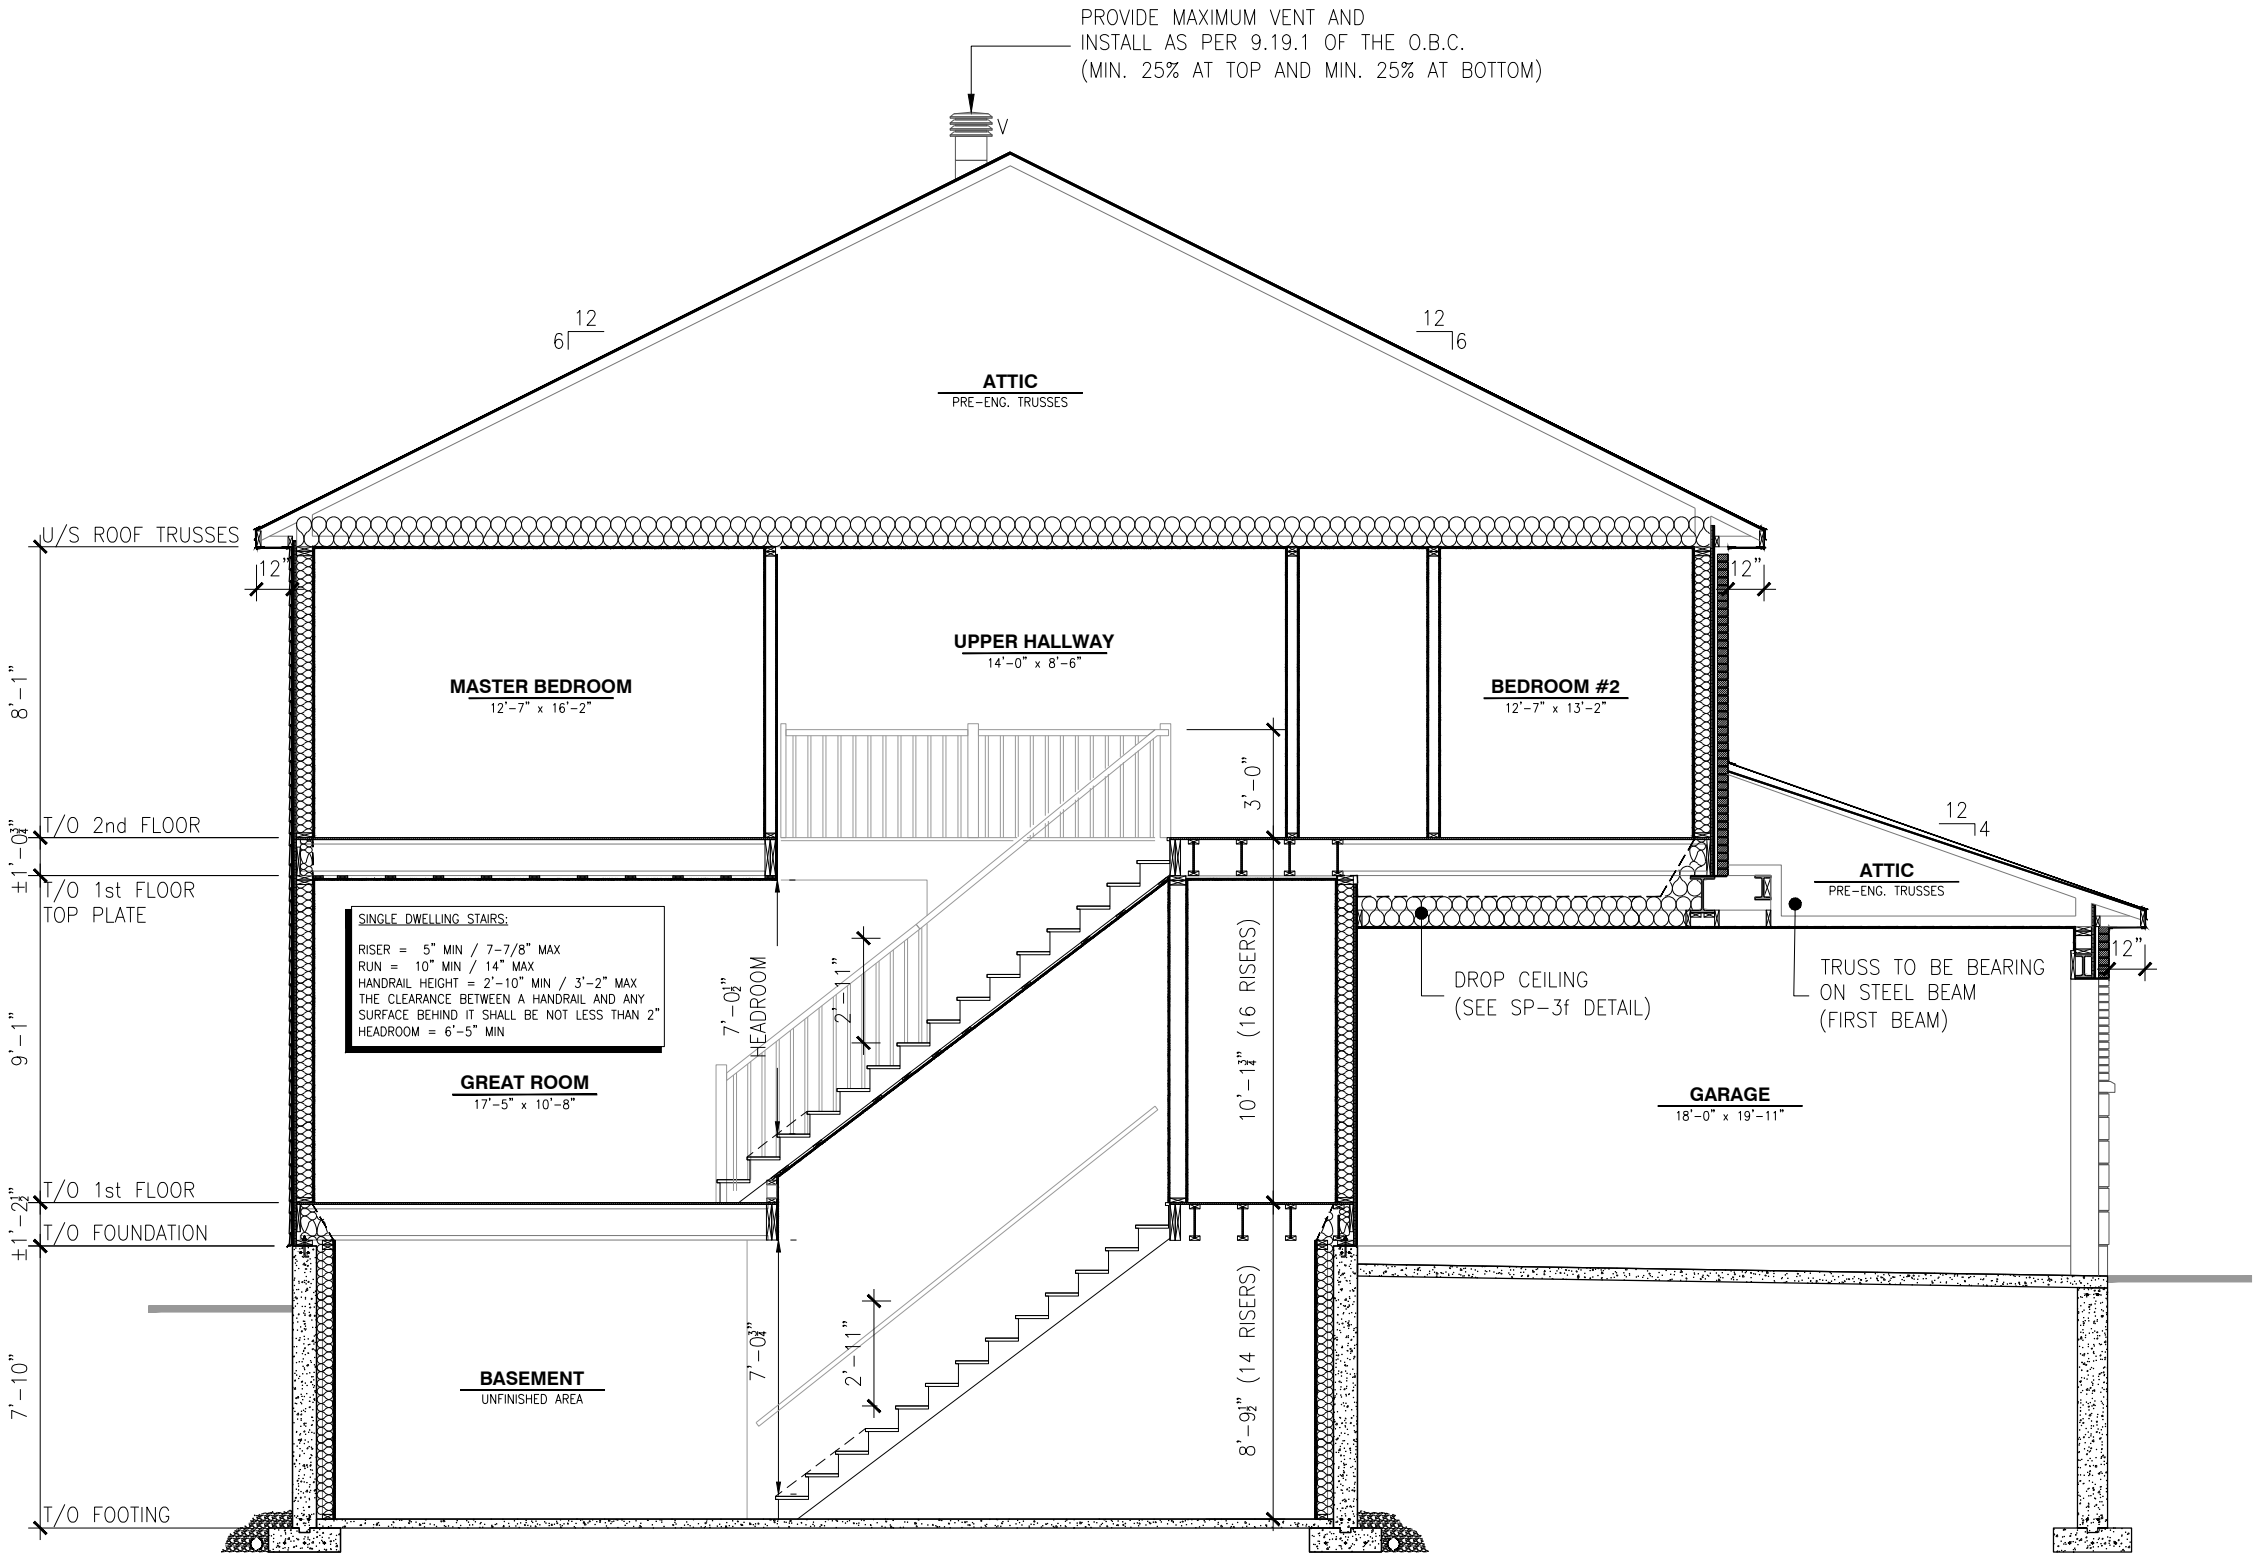 PROVIDE MAXIMUM VENT AND
INSTALL AS PER 9.19.1 OF THE O.B.C.
(MIN. 25% AT TOP AND MIN. 25% AT BOTTOM)
V
12
6
12
6
ATTIC
PRE-ENG. TRUSSES
U/S ROOF TRUSSES
12"
12"
8'-1"
MASTER BEDROOM
12'-7" x 16'-2"
UPPER HALLWAY
14'-0" x 8'-6"
BEDROOM #2
12'-7" x 13'-2"
3'-0"
T/O 2nd FLOOR
±1'-0¾"
T/O 1st FLOOR
TOP PLATE
12
4
ATTIC
PRE-ENG. TRUSSES
SINGLE DWELLING STAIRS:
RISER = 5" MIN / 7-7/8" MAX
RUN = 10" MIN / 14" MAX
HANDRAIL HEIGHT = 2'-10" MIN / 3'-2" MAX
THE CLEARANCE BETWEEN A HANDRAIL AND ANY
SURFACE BEHIND IT SHALL BE NOT LESS THAN 2"
HEADROOM = 6'-5" MIN
9'-1"
7'-0½"
HEADROOM
2'-11"
10'-1¾" (16 RISERS)
DROP CEILING
(SEE SP-3f DETAIL)
TRUSS TO BE BEARING
ON STEEL BEAM
(FIRST BEAM)
12"
GREAT ROOM
17'-5" x 10'-8"
GARAGE
18'-0" x 19'-11"
T/O 1st FLOOR
±1'-2½"
T/O FOUNDATION
7'-10"
7'-0¾"
2'-11"
8'-9½" (14 RISERS)
BASEMENT
UNFINISHED AREA
T/O FOOTING